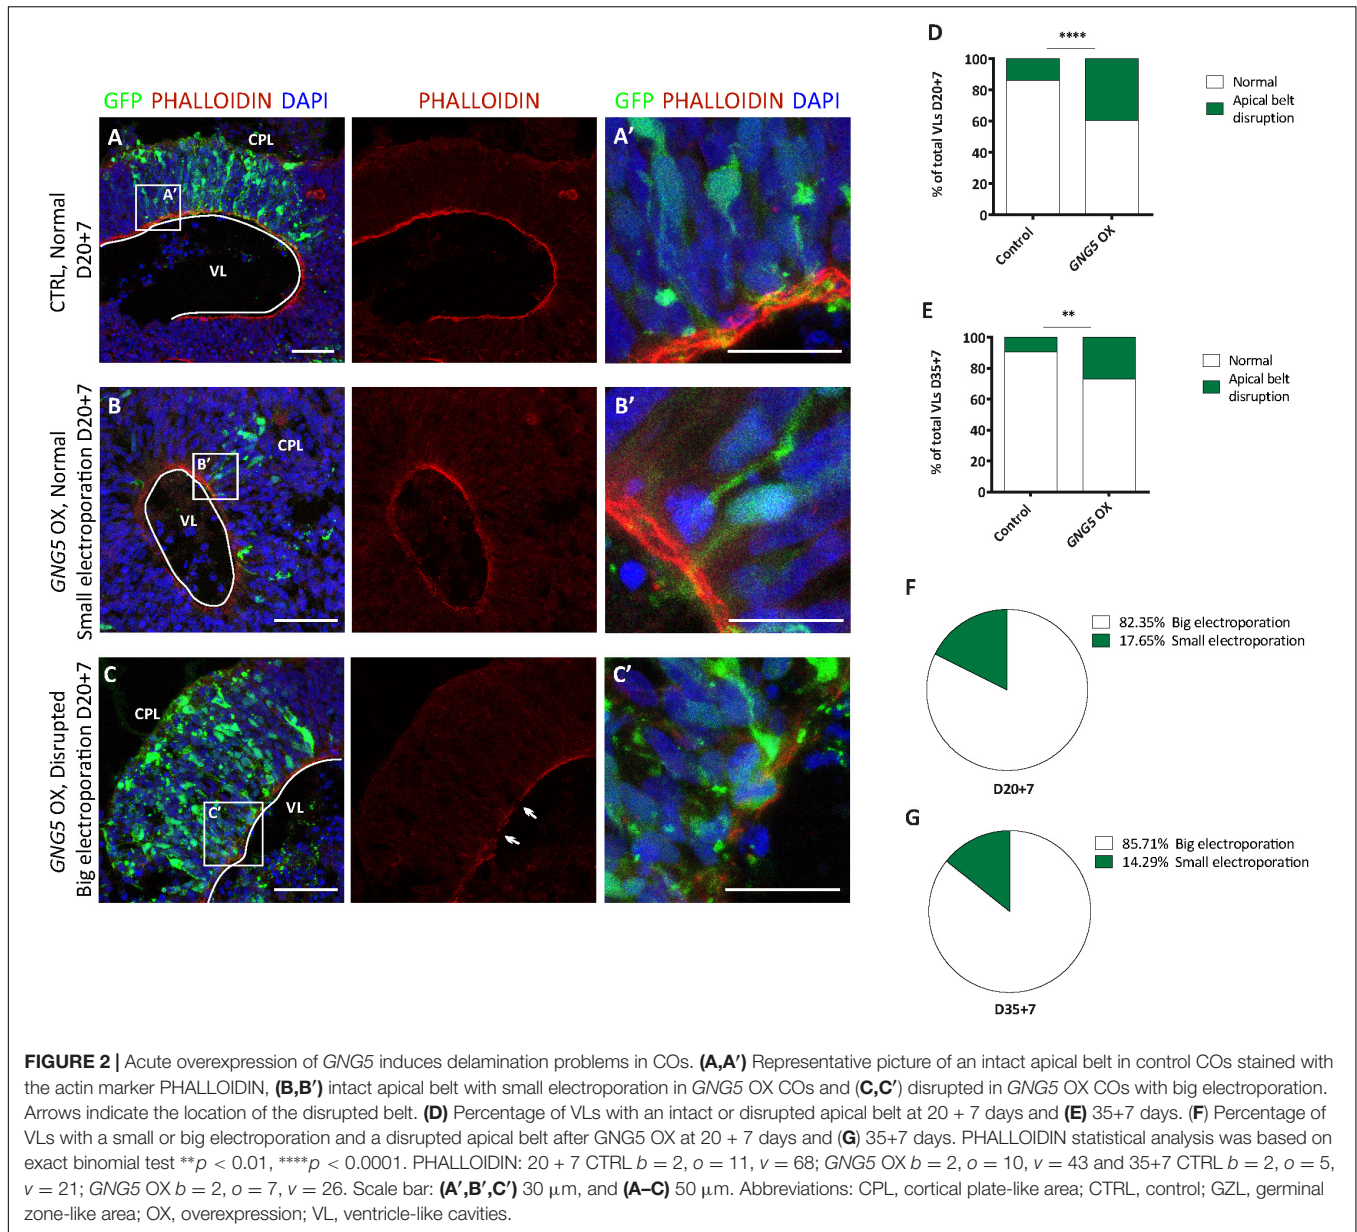 GFP PHALLOIDIN DAPI
PHALLOIDIN
GFP PHALLOIDIN DAPI
CTRL, Normal
D20+7
A
CPL
A′
VL
A′
GNG5 OX, Normal
Small electroporation D20+7
B
CPL
B′
VL
B′
GNG5 OX, Disrupted
Big electroporation D20+7
C
CPL
C′
VL
C′
D
****
% of total VLs D20+7
100
80
60
40
20
0
Control
GNG5 OX
Normal
Apical belt
disruption
E
**
% of total VLs D35+7
100
80
60
40
20
0
Control
GNG5 OX
Normal
Apical belt
disruption
F
82.35% Big electroporation
17.65% Small electroporation
D20+7
G
85.71% Big electroporation
14.29% Small electroporation
D35+7
FIGURE 2 | Acute overexpression of GNG5 induces delamination problems in COs. (A,A′) Representative picture of an intact apical belt in control COs stained with
the actin marker PHALLOIDIN, (B,B′) intact apical belt with small electroporation in GNG5 OX COs and (C,C′) disrupted in GNG5 OX COs with big electroporation.
Arrows indicate the location of the disrupted belt. (D) Percentage of VLs with an intact or disrupted apical belt at 20 + 7 days and (E) 35+7 days. (F) Percentage of
VLs with a small or big electroporation and a disrupted apical belt after GNG5 OX at 20 + 7 days and (G) 35+7 days. PHALLOIDIN statistical analysis was based on
exact binomial test **p < 0.01, ****p < 0.0001. PHALLOIDIN: 20 + 7 CTRL b = 2, o = 11, v = 68; GNG5 OX b = 2, o = 10, v = 43 and 35+7 CTRL b = 2, o = 5,
v = 21; GNG5 OX b = 2, o = 7, v = 26. Scale bar: (A′,B′,C′) 30 μm, and (A–C) 50 μm. Abbreviations: CPL, cortical plate-like area; CTRL, control; GZL, germinal
zone-like area; OX, overexpression; VL, ventricle-like cavities.